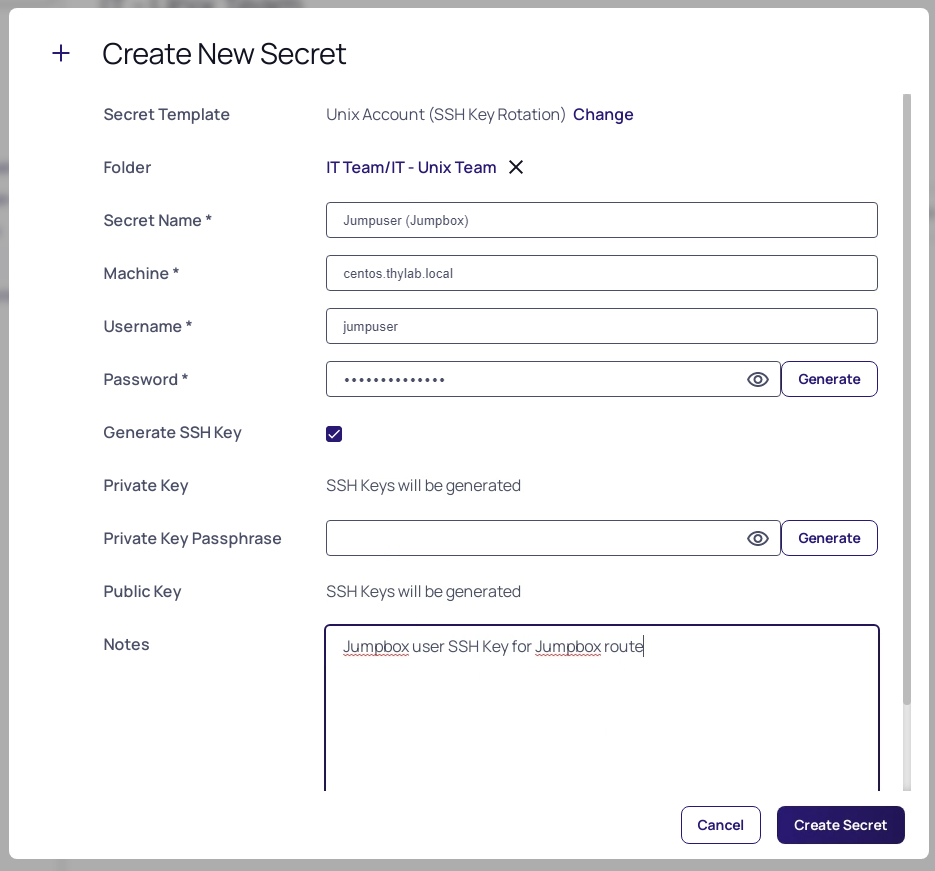 Create New Secret
Secret Template Unix Account (SSH Key Rotation) Change
Folder IT Team/IT - Unix Team
Secret Name * Jumpuser (Jumpbox)
Machine * centos.thylab.local
Username * jumpuser
Password * •••••••••••••• Generate
Generate SSH Key
Private Key SSH Keys will be generated
Private Key Passphrase Generate
Public Key SSH Keys will be generated
Notes Jumpbox user SSH Key for Jumpbox route
Cancel Create Secret